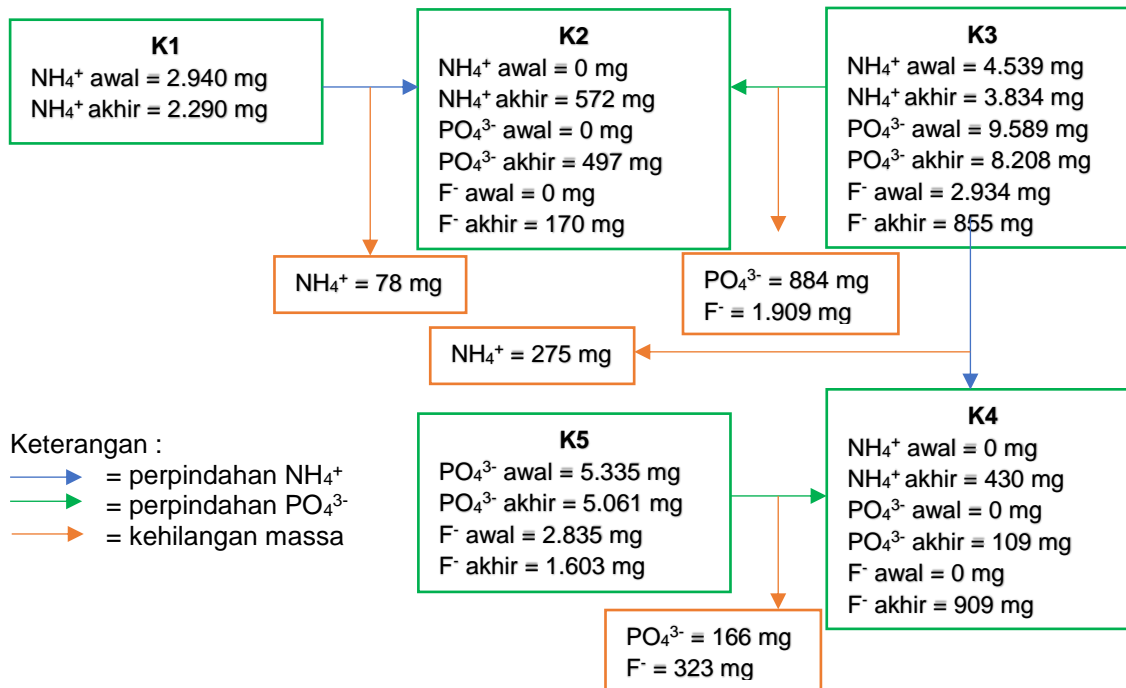 K1
NH₄⁺ awal = 2.940 mg
NH₄⁺ akhir = 2.290 mg
K2
NH₄⁺ awal = 0 mg
NH₄⁺ akhir = 572 mg
PO₄³⁻ awal = 0 mg
PO₄³⁻ akhir = 497 mg
F⁻ awal = 0 mg
F⁻ akhir = 170 mg
K3
NH₄⁺ awal = 4.539 mg
NH₄⁺ akhir = 3.834 mg
PO₄³⁻ awal = 9.589 mg
PO₄³⁻ akhir = 8.208 mg
F⁻ awal = 2.934 mg
F⁻ akhir = 855 mg
NH₄⁺ = 78 mg
PO₄³⁻ = 884 mg
F⁻ = 1.909 mg
NH₄⁺ = 275 mg
Keterangan :
= perpindahan NH₄⁺
= perpindahan PO₄³⁻
= kehilangan massa
K5
PO₄³⁻ awal = 5.335 mg
PO₄³⁻ akhir = 5.061 mg
F⁻ awal = 2.835 mg
F⁻ akhir = 1.603 mg
K4
NH₄⁺ awal = 0 mg
NH₄⁺ akhir = 430 mg
PO₄³⁻ awal = 0 mg
PO₄³⁻ akhir = 109 mg
F⁻ awal = 0 mg
F⁻ akhir = 909 mg
PO₄³⁻ = 166 mg
F⁻ = 323 mg